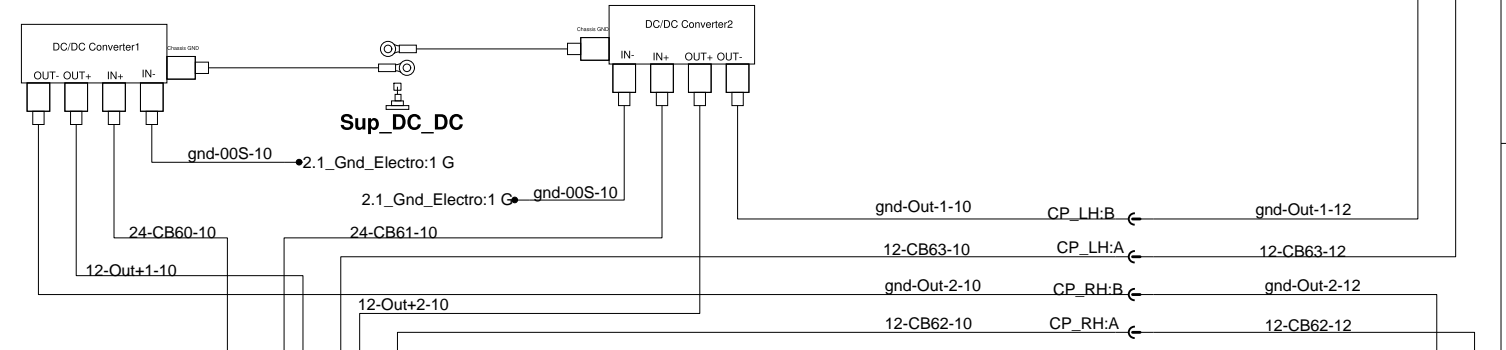 DC/DC Converter1
Chassis GND
OUT- OUT+ IN+ IN-
DC/DC Converter2
Chassis GND
IN- IN+ OUT+ OUT-
Sup_DC_DC
gnd-00S-10
2.1_Gnd_Electro:1 G
2.1_Gnd_Electro:1 G
gnd-00S-10
gnd-Out-1-10
CP_LH:B
gnd-Out-1-12
24-CB60-10
24-CB61-10
12-CB63-10
CP_LH:A
12-CB63-12
12-Out+1-10
gnd-Out-2-10
CP_RH:B
gnd-Out-2-12
12-Out+2-10
12-CB62-10
CP_RH:A
12-CB62-12